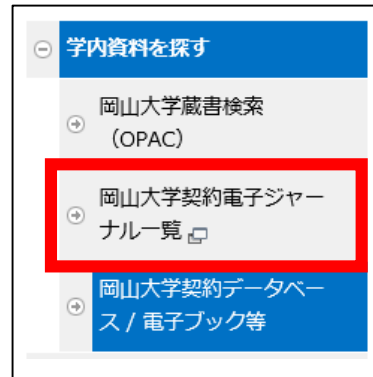 学内資料を探す
岡山大学蔵書検索
（OPAC）
岡山大学契約電子ジャー
ナル一覧
岡山大学契約データベー
ス / 電子ブック等